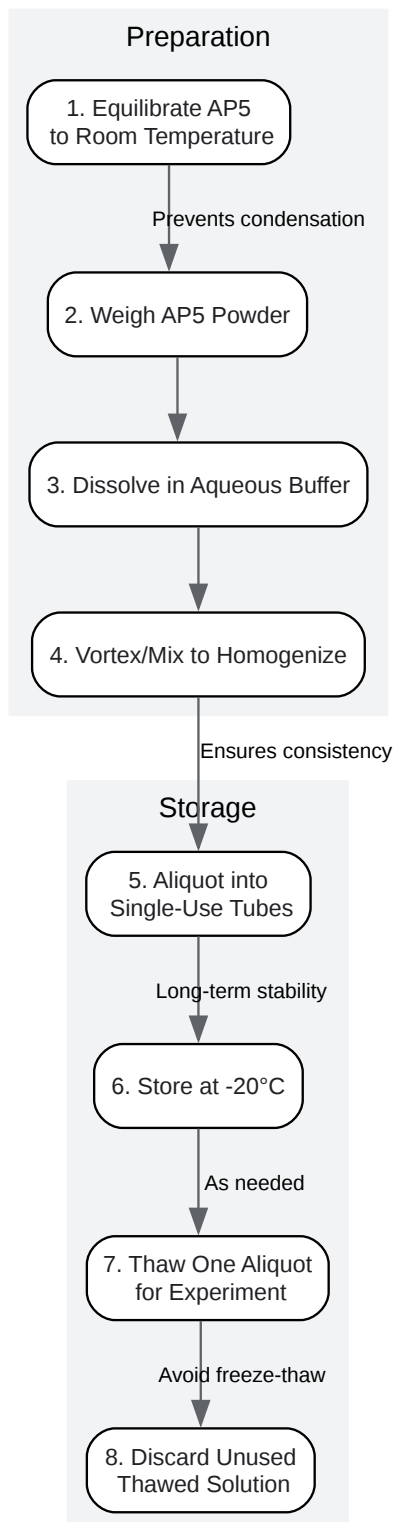 Preparation
1. Equilibrate AP5
to Room Temperature
Prevents condensation
2. Weigh AP5 Powder
3. Dissolve in Aqueous Buffer
4. Vortex/Mix to Homogenize
Ensures consistency
Storage
5. Aliquot into
Single-Use Tubes
Long-term stability
6. Store at -20°C
As needed
7. Thaw One Aliquot
for Experiment
Avoid freeze-thaw
8. Discard Unused
Thawed Solution